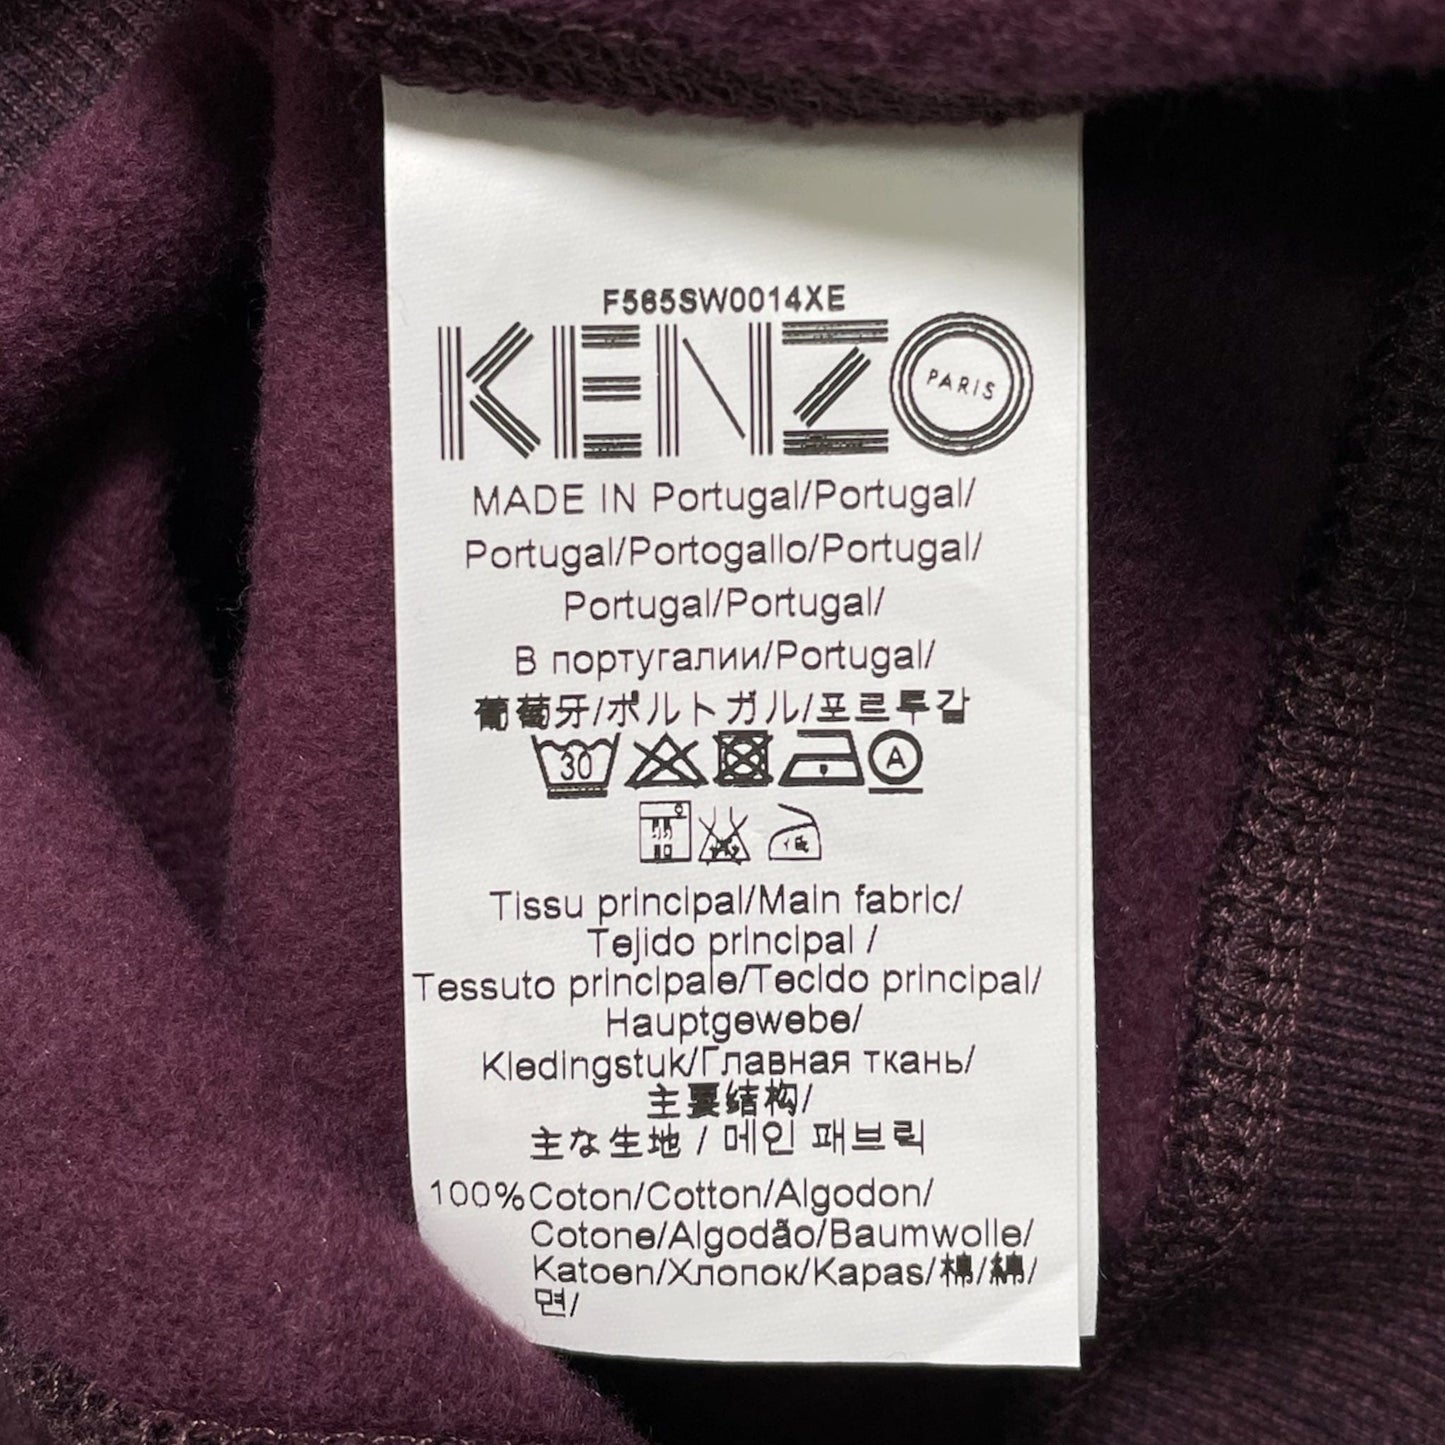 F565SW0014XE
KENZO PARIS
MADE IN Portugal/Portugal/
Portugal/Portogallo/Portugal/
Portugal/Portugal/
В португалии/Portugal/
葡萄牙/ポルトガル/포르투갈
30 A
Tissu principal/Main fabric/
Tejido principal /
Tessuto principale/Tecido principal/
Hauptgewebe/
Kledingstuk/Главная ткань/
主要结构/
主な生地 / 메인 패브릭
100%Coton/Cotton/Algodon/
Cotone/Algodão/Baumwolle/
Katoen/Хлопок/Kapas/棉/綿/
면/